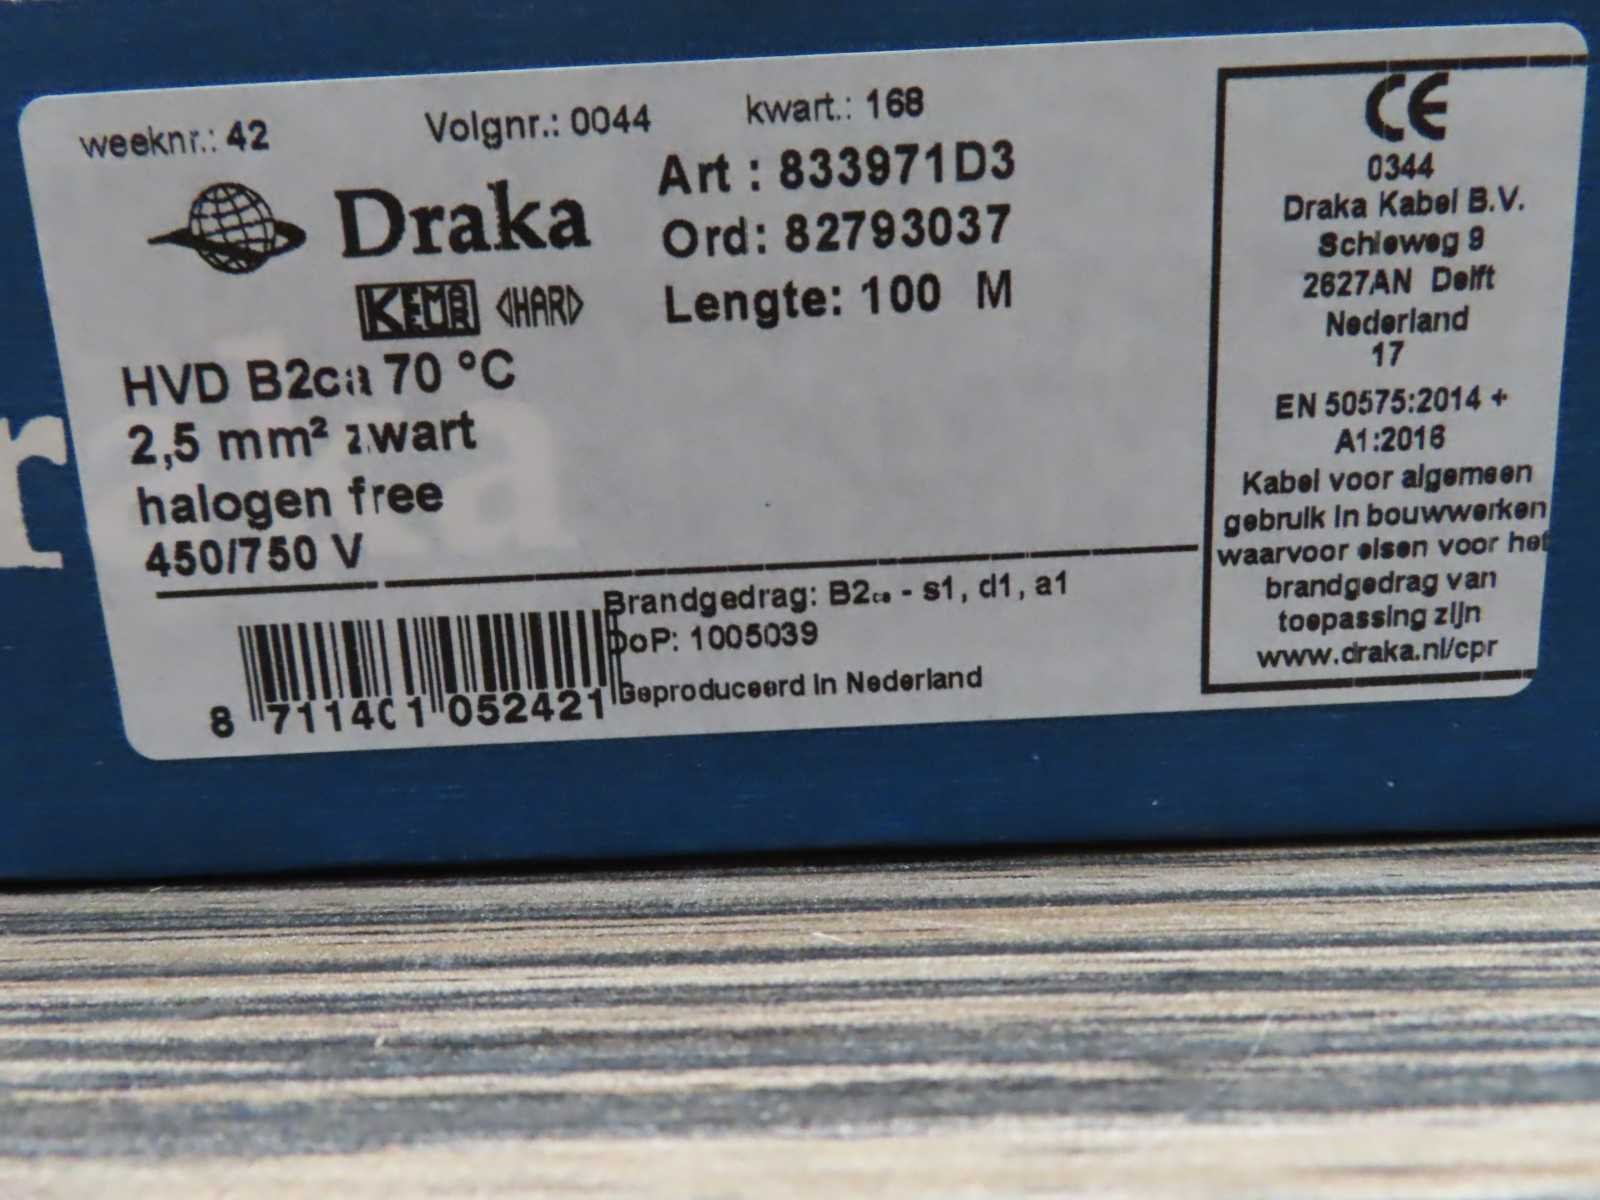 weeknr.: 42 Volgnr.: 0044 kwart.: 168
Draka
KEMA KEUR <HAR>
Art : 833971D3
Ord: 82793037
Lengte: 100 M
HVD B2ca 70 °C
2,5 mm² zwart
halogen free
450/750 V
Brandgedrag: B2ca - s1, d1, a1
DoP: 1005039
Geproduceerd in Nederland
8 711401 052421
CE
0344
Draka Kabel B.V.
Schieweg 9
2627AN Delft
Nederland
17
EN 50575:2014 +
A1:2016
Kabel voor algemeen
gebruik in bouwwerken
waarvoor eisen voor het
brandgedrag van
toepassing zijn
www.draka.nl/cpr
raka